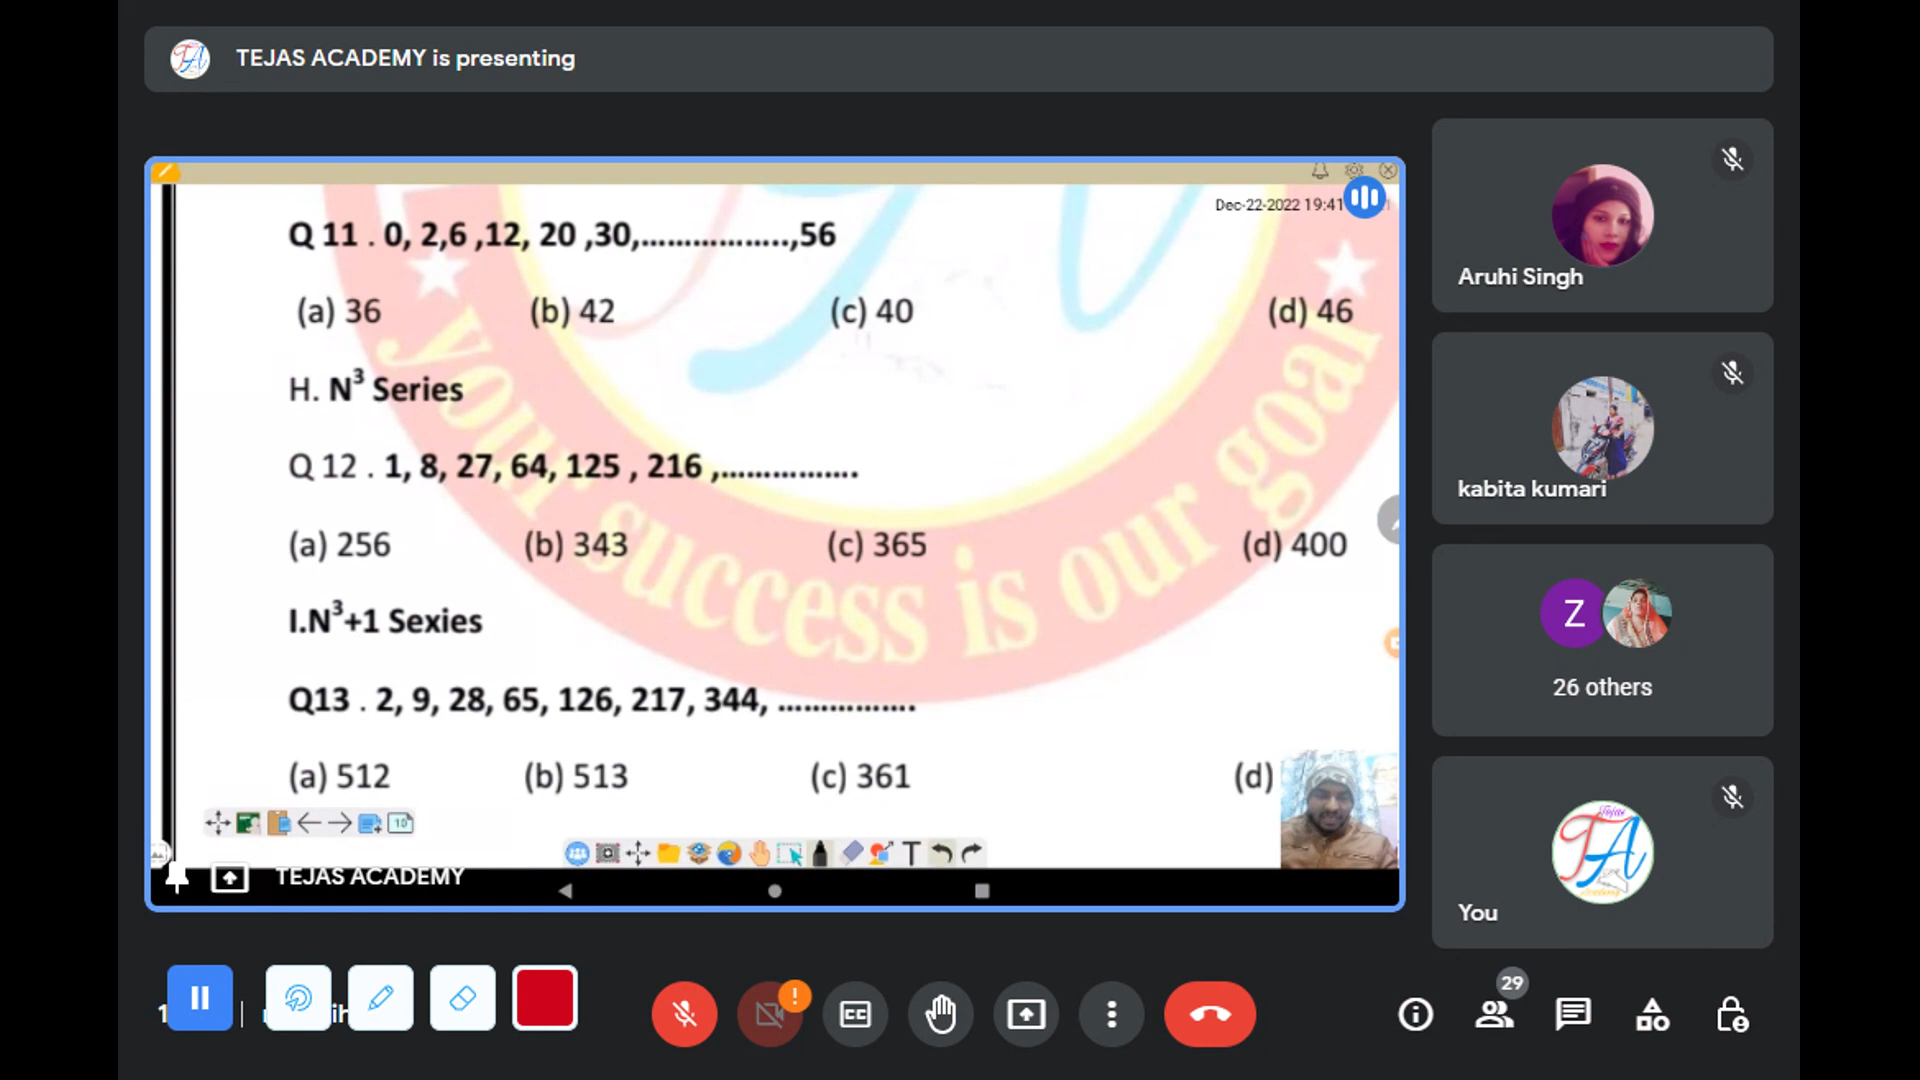 TEJAS ACADEMY is presenting
Dec-22-2022 19:41
Q 11 . 0, 2,6 ,12, 20 ,30,................,56
(a) 36 (b) 42 (c) 40 (d) 46
H. N³ Series
Q 12 . 1, 8, 27, 64, 125 , 216 ,...............
(a) 256 (b) 343 (c) 365 (d) 400
I.N³+1 Sexies
Q13 . 2, 9, 28, 65, 126, 217, 344, ...............
(a) 512 (b) 513 (c) 361 (d)
your success is our goal
TEJAS ACADEMY
Aruhi Singh
kabita kumari
Z
26 others
Tejas
TA
You
CC
29